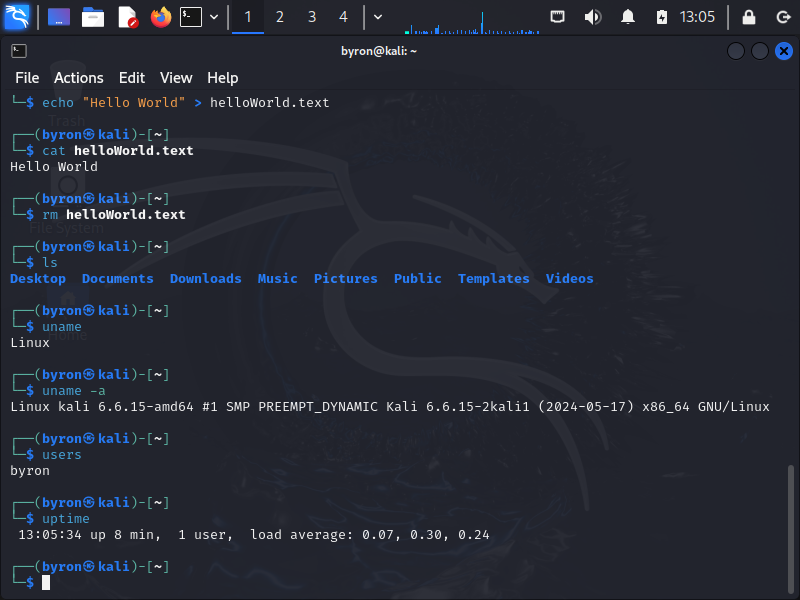 1 2 3 4 13:05
byron@kali: ~
File Actions Edit View Help
└─$ echo "Hello World" > helloWorld.text
Trash
┌──(byron㉿kali)-[~]
└─$ cat helloWorld.text
Hello World
┌──(byron㉿kali)-[~]
└─$ rm helloWorld.text
File System
┌──(byron㉿kali)-[~]
└─$ ls
Desktop Documents Downloads Music Pictures Public Templates Videos
┌──(byron㉿kali)-[~]
└─$ uname
Home
Linux
┌──(byron㉿kali)-[~]
└─$ uname -a
Linux kali 6.6.15-amd64 #1 SMP PREEMPT_DYNAMIC Kali 6.6.15-2kali1 (2024-05-17) x86_64 GNU/Linux
┌──(byron㉿kali)-[~]
└─$ users
byron
┌──(byron㉿kali)-[~]
└─$ uptime
13:05:34 up 8 min, 1 user, load average: 0.07, 0.30, 0.24
┌──(byron㉿kali)-[~]
└─$